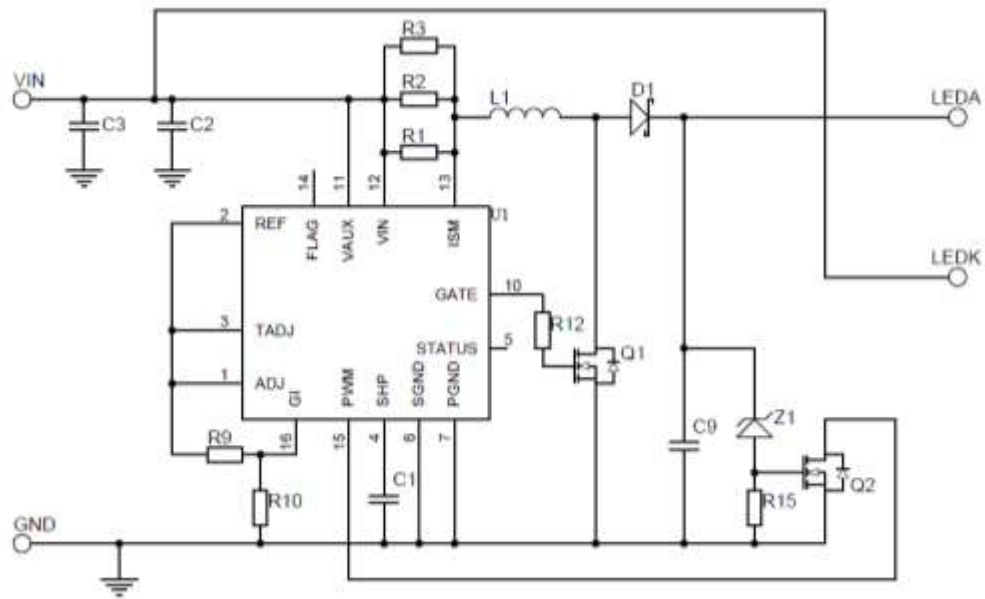 R3
VIN
R2
D1
LEDA
L1
C3
C2
R1
14
11
12
13
U1
2
REF
FLAG
VAUX
VIN
ISM
LEDK
GATE
10
R12
3
TADJ
STATUS
5
Q1
1
ADJ
GI
PWM
SHP
SGND
PGND
R9
16
15
4
6
7
C9
Z1
C1
R10
R15
Q2
GND